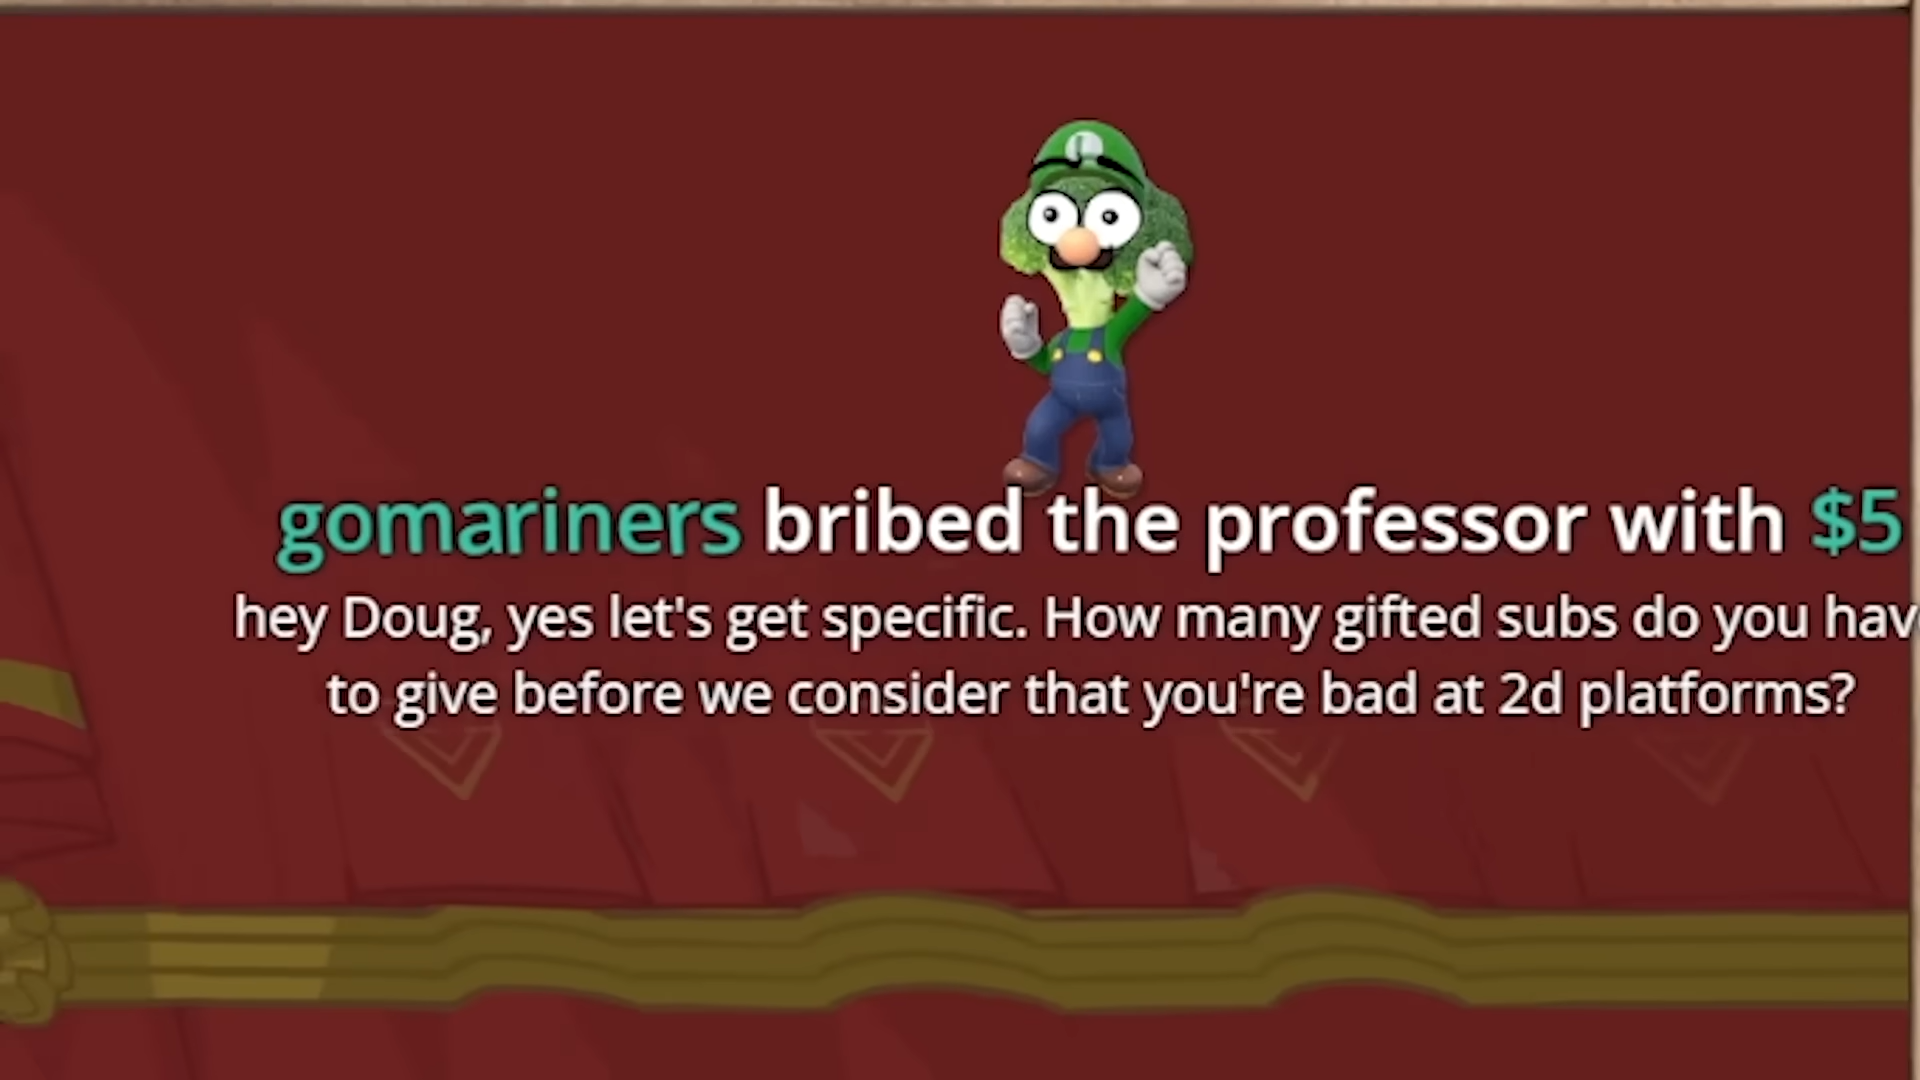 gomariners bribed the professor with $5
hey Doug, yes let's get specific. How many gifted subs do you hav
to give before we consider that you're bad at 2d platforms?